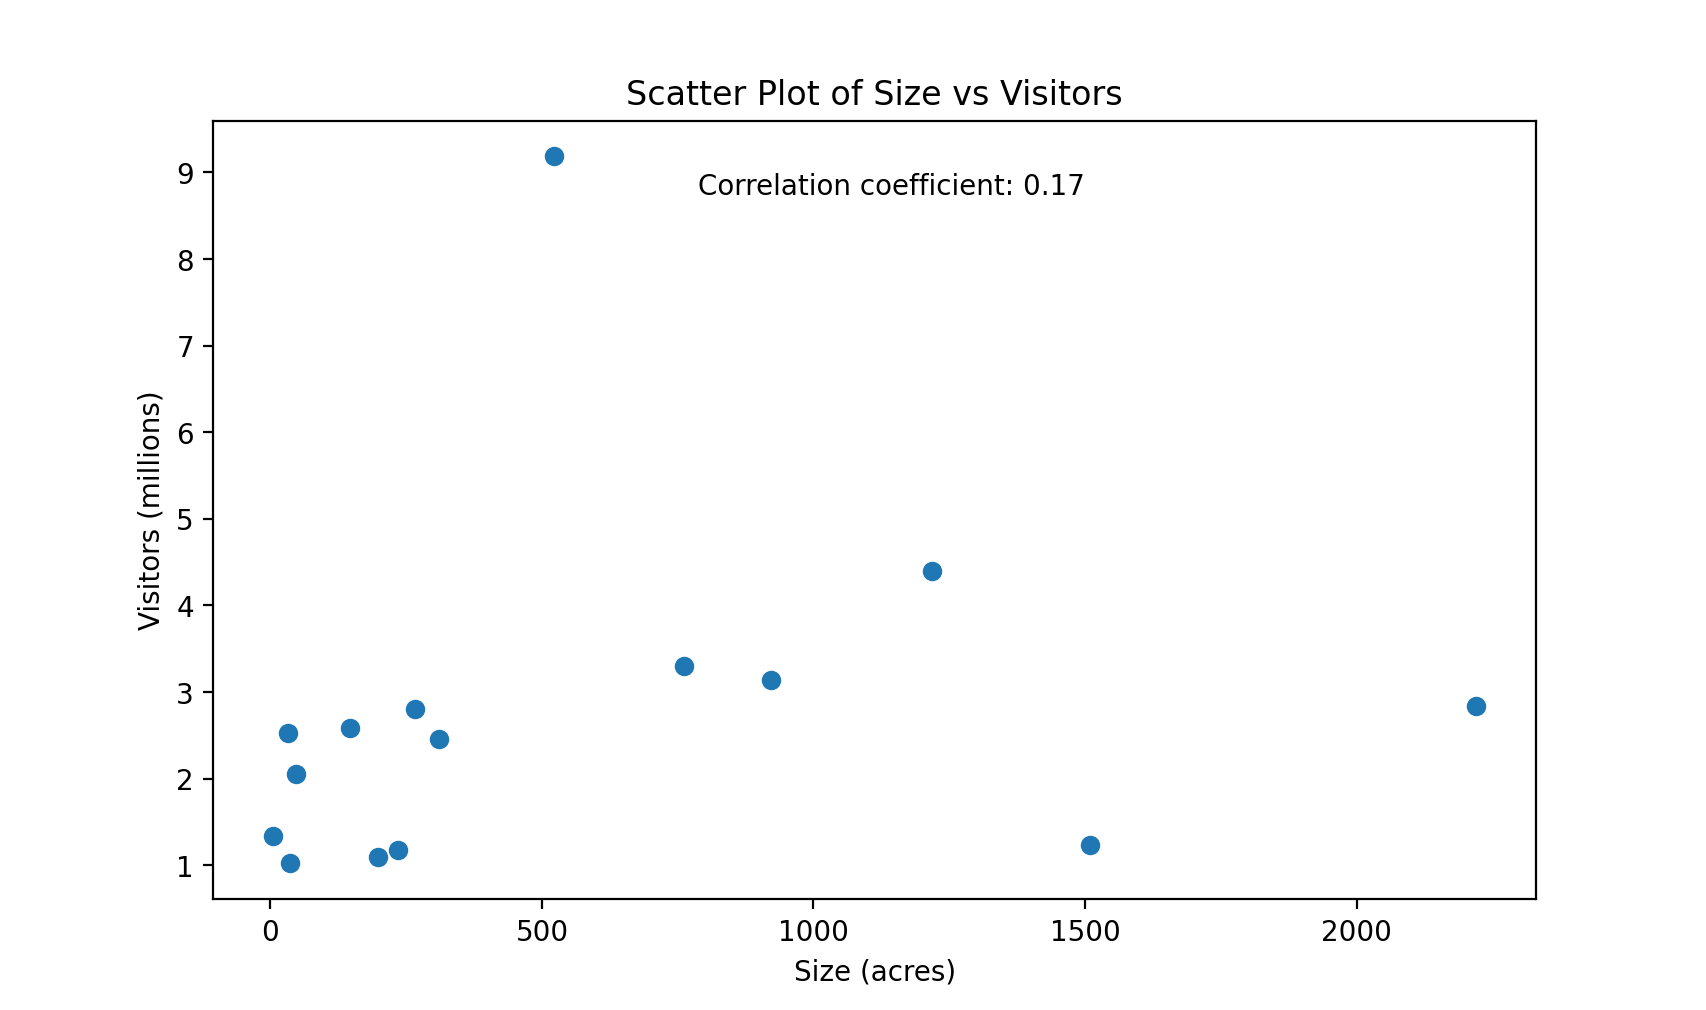 Scatter Plot of Size vs Visitors
Correlation coefficient: 0.17
Visitors (millions)
9
8
7
6
5
4
3
2
1
0 500 1000 1500 2000
Size (acres)